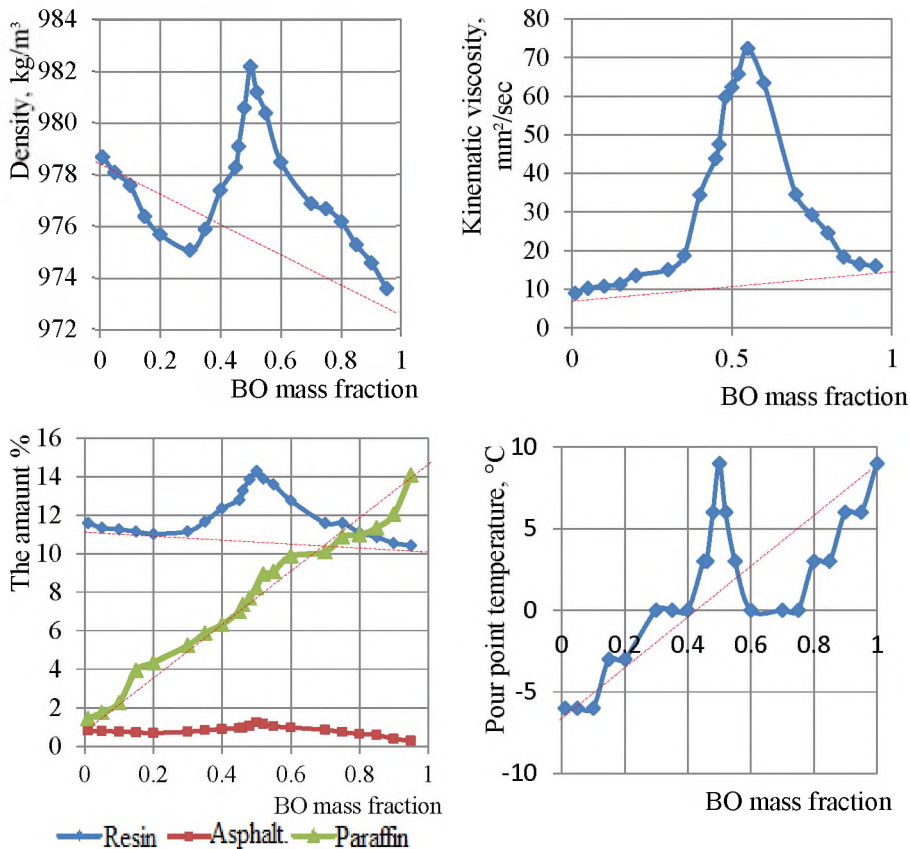 Density, kg/m³
984
982
980
978
976
974
972
0 0.2 0.4 0.6 0.8 1
BO mass fraction
Kinematic viscosity,
mm²/sec
80
70
60
50
40
30
20
10
0
0 0.5 1
BO mass fraction
The amaunt %
16
14
12
10
8
6
4
2
0
0 0.2 0.4 0.6 0.8 1
BO mass fraction
Resin Asphalt. Paraffin
Pour point temperature, °C
10
5
0
-5
-10
0 0.2 0.4 0.6 0.8 1
BO mass fraction